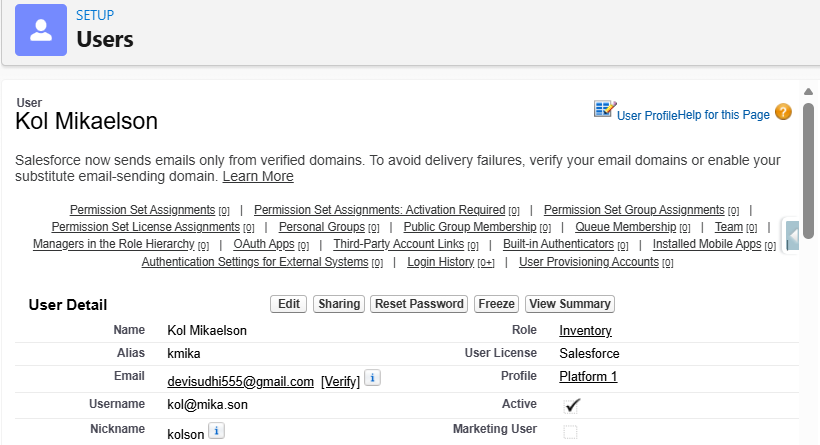 SETUP
Users
User
Kol Mikaelson
User Profile Help for this Page
Salesforce now sends emails only from verified domains. To avoid delivery failures, verify your email domains or enable your
substitute email-sending domain. Learn More
Permission Set Assignments [0] | Permission Set Assignments: Activation Required [0] | Permission Set Group Assignments [0] |
Permission Set License Assignments [0] | Personal Groups [0] | Public Group Membership [0] | Queue Membership [0] | Team [0] |
Managers in the Role Hierarchy [0] | OAuth Apps [0] | Third-Party Account Links [0] | Built-in Authenticators [0] | Installed Mobile Apps [0] |
Authentication Settings for External Systems [0] | Login History [0+] | User Provisioning Accounts [0]
User Detail Edit Sharing Reset Password Freeze View Summary
Name Kol Mikaelson Role Inventory
Alias kmika User License Salesforce
Email devisudhi555@gmail.com [Verify] i Profile Platform 1
Username kol@mika.son Active
Nickname kolson i Marketing User